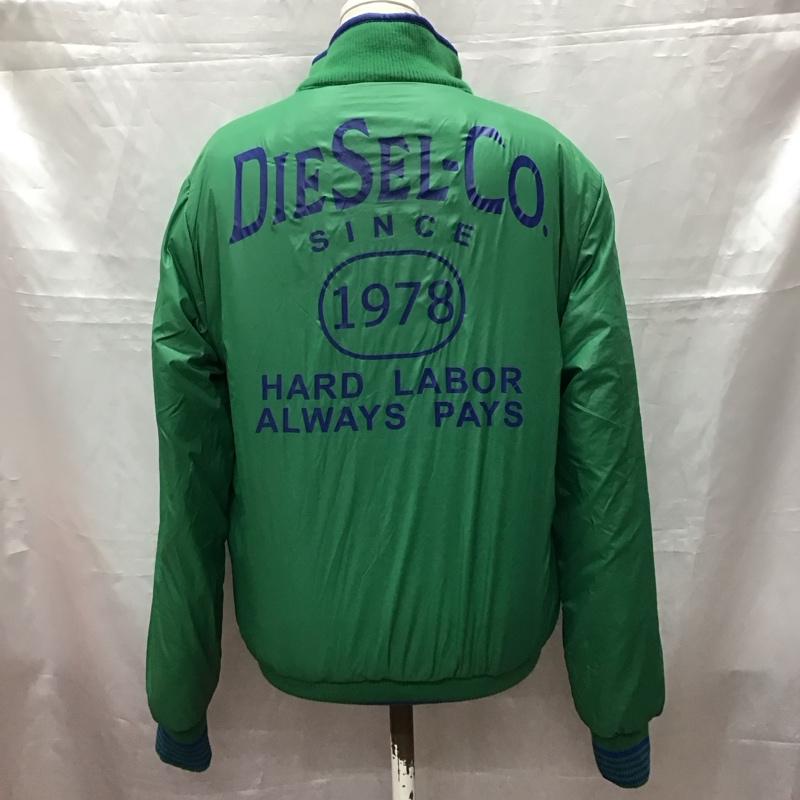 DIESEL-CO.
SINCE
1978
HARD LABOR
ALWAYS PAYS